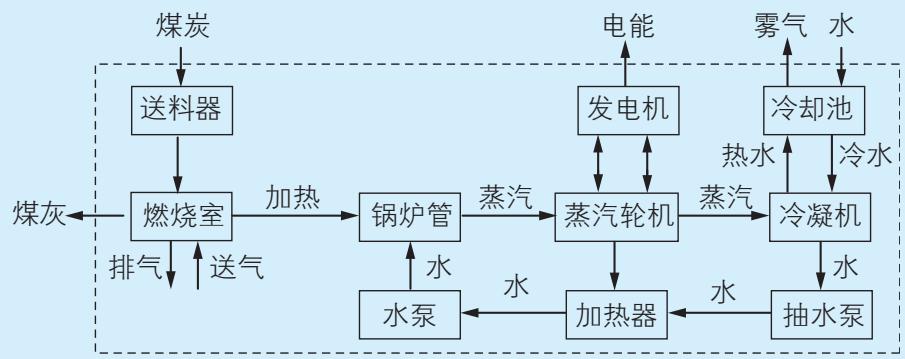 煤炭
电能
雾气
水
送料器
发电机
冷却池
热水
冷水
煤灰
燃烧室
加热
锅炉管
蒸汽
蒸汽轮机
蒸汽
冷凝机
排气
送气
水
水
水
水
水泵
加热器
抽水泵